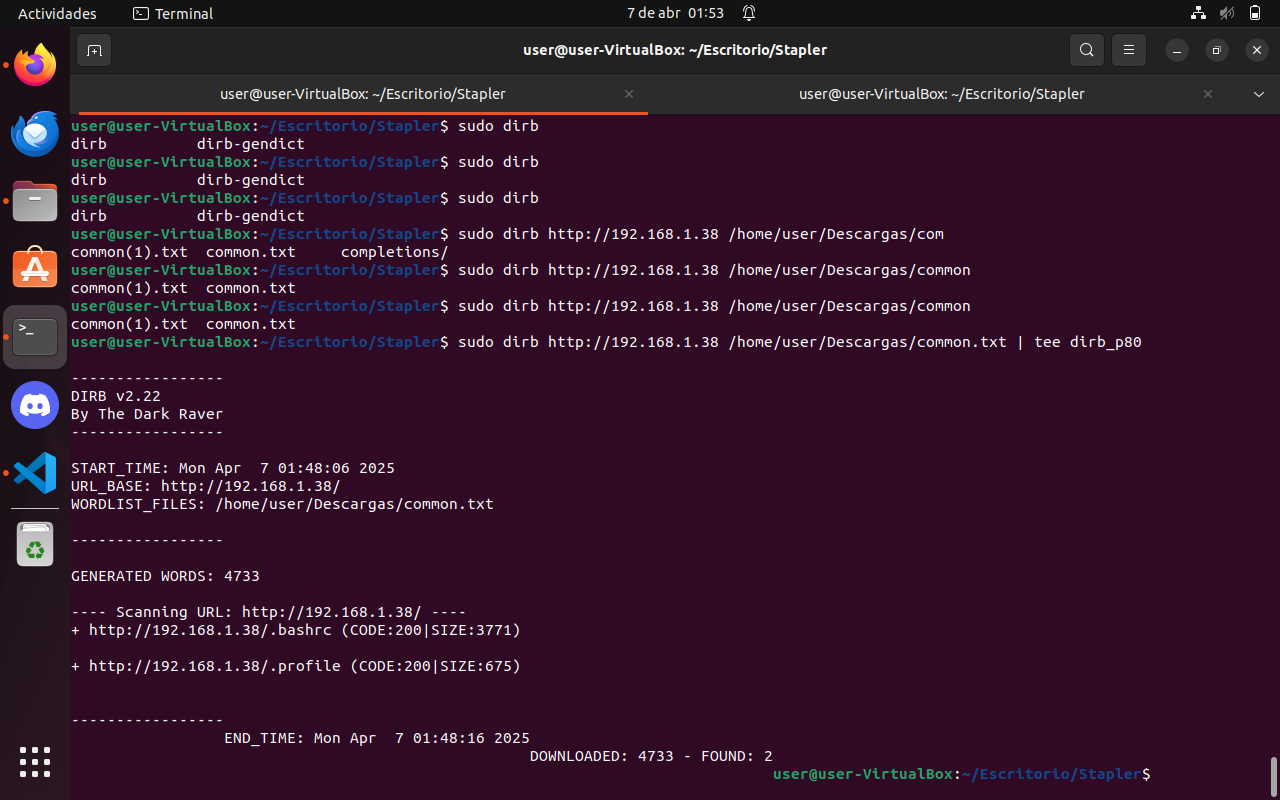 Actividades
Terminal
7 de abr 01:53
user@user-VirtualBox: ~/Escritorio/Stapler
user@user-VirtualBox: ~/Escritorio/Stapler
user@user-VirtualBox: ~/Escritorio/Stapler
user@user-VirtualBox:~/Escritorio/Stapler$ sudo dirb
dirb          dirb-gendict
user@user-VirtualBox:~/Escritorio/Stapler$ sudo dirb
dirb          dirb-gendict
user@user-VirtualBox:~/Escritorio/Stapler$ sudo dirb
dirb          dirb-gendict
user@user-VirtualBox:~/Escritorio/Stapler$ sudo dirb http://192.168.1.38 /home/user/Descargas/com
common(1).txt  common.txt     completions/
user@user-VirtualBox:~/Escritorio/Stapler$ sudo dirb http://192.168.1.38 /home/user/Descargas/common
common(1).txt  common.txt
user@user-VirtualBox:~/Escritorio/Stapler$ sudo dirb http://192.168.1.38 /home/user/Descargas/common
common(1).txt  common.txt
user@user-VirtualBox:~/Escritorio/Stapler$ sudo dirb http://192.168.1.38 /home/user/Descargas/common.txt | tee dirb_p80
-----------------
DIRB v2.22
By The Dark Raver
-----------------
START_TIME: Mon Apr  7 01:48:06 2025
URL_BASE: http://192.168.1.38/
WORDLIST_FILES: /home/user/Descargas/common.txt
-----------------
GENERATED WORDS: 4733
---- Scanning URL: http://192.168.1.38/ ----
+ http://192.168.1.38/.bashrc (CODE:200|SIZE:3771)
+ http://192.168.1.38/.profile (CODE:200|SIZE:675)
-----------------
END_TIME: Mon Apr  7 01:48:16 2025
DOWNLOADED: 4733 - FOUND: 2
user@user-VirtualBox:~/Escritorio/Stapler$